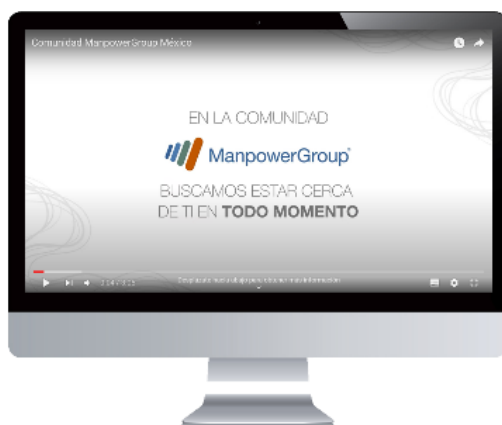 Comunidad ManpowerGroup México
EN LA COMUNIDAD
ManpowerGroup®
BUSCAMOS ESTAR CERCA
DE TI EN TODO MOMENTO